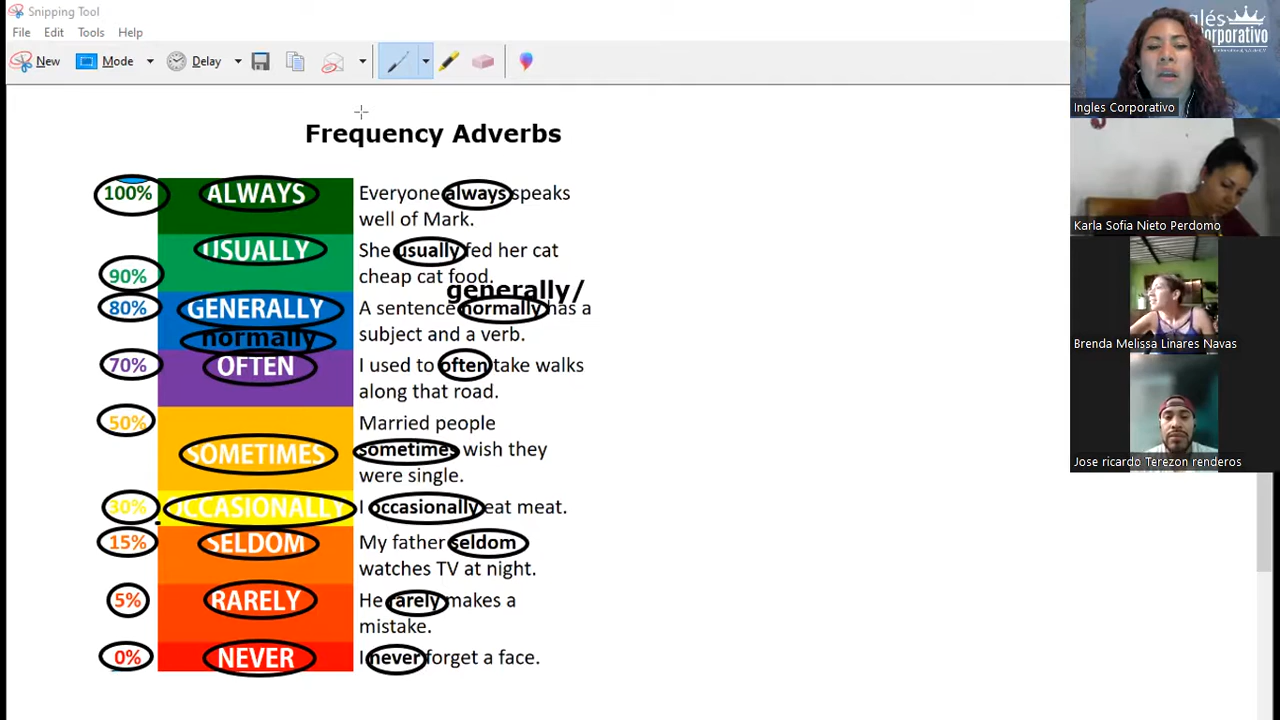 Snipping Tool
File Edit Tools Help
New Mode Delay
Frequency Adverbs
100% ALWAYS Everyone always speaks
well of Mark.
USUALLY She usually fed her cat
90% cheap cat food.
generally/
80% GENERALLY A sentence normally has a
normally subject and a verb.
70% OFTEN I used to often take walks
along that road.
50% Married people
SOMETIMES sometimes wish they
were single.
30% OCCASIONALLY I occasionally eat meat.
15% SELDOM My father seldom
watches TV at night.
5% RARELY He rarely makes a
mistake.
0% NEVER I never forget a face.
Corporativo
Ingles Corporativo
Karla Sofia Nieto Perdomo
Brenda Melissa Linares Navas
Jose ricardo Terezon renderos